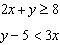 2x + y ≥ 8
y − 5 < 3x